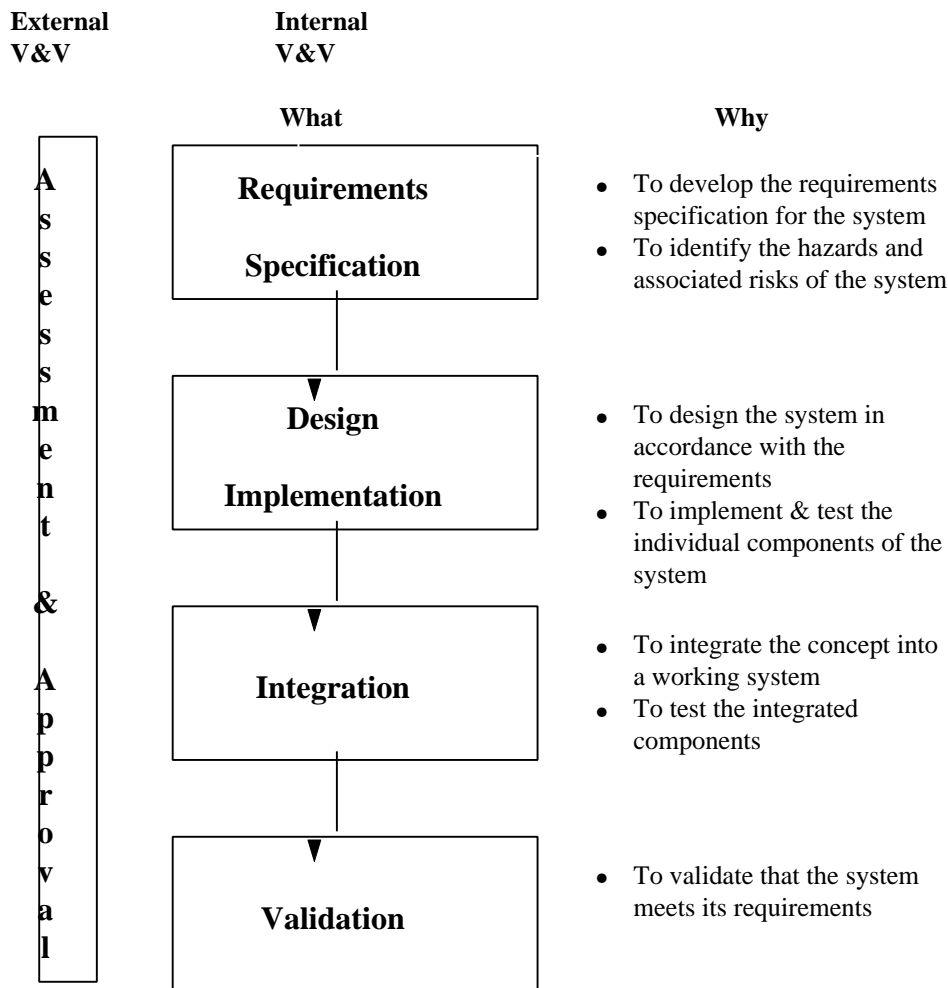 External
V&V
Internal
V&V
What
Why
Assessment & Approval
Requirements
Specification
• To develop the requirements
specification for the system
• To identify the hazards and
associated risks of the system
Design
Implementation
• To design the system in
accordance with the
requirements
• To implement & test the
individual components of the
system
Integration
• To integrate the concept into
a working system
• To test the integrated
components
Validation
• To validate that the system
meets its requirements